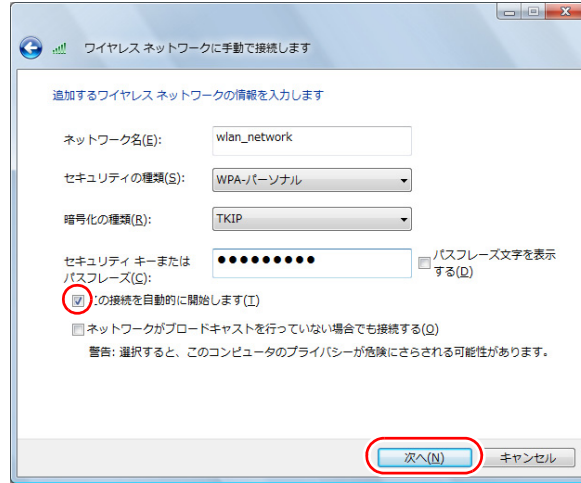 ワイヤレス ネットワークに手動で接続します
追加するワイヤレス ネットワークの情報を入力します
ネットワーク名(E):
wlan_network
セキュリティの種類(S):
WPA-パーソナル
暗号化の種類(R):
TKIP
セキュリティ キーまたは
パスフレーズ(C):
●●●●●●●●●
パスフレーズ文字を表示
する(D)
この接続を自動的に開始します(T)
ネットワークがブロードキャストを行っていない場合でも接続する(O)
警告: 選択すると、このコンピュータのプライバシーが危険にさらされる可能性があります。
次へ(N)
キャンセル